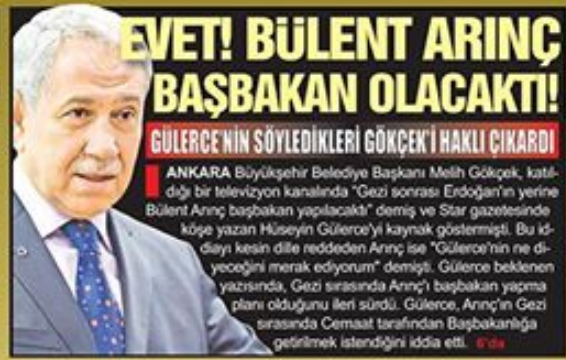 EVET! BÜLENT ARINÇ
BAŞBAKAN OLACAKTI!
GÜLERCE'NİN SÖYLEDİKLERİ GÖKÇEK'İ HAKLI ÇIKARDI
ANKARA Büyükşehir Belediye Başkanı Melih Gökçek, katıl-
dığı bir televizyon kanalında "Gezi sonrası Erdoğan'ın yerine
Bülent Arınç başbakan yapılacaktı" demiş ve Star gazetesinde
köşe yazan Hüseyin Gülerce'yi kaynak göstermişti. Bu id-
diayı kesin dille reddeden Arınç ise "Gülerce'nin ne di-
yeceğini merak ediyorum" demişti. Gülerce beklenen
yazısında, Gezi sırasında Arınç'ı başbakan yapma
planı olduğunu ileri sürdü. Gülerce, Arınç'ın Gezi
sırasında Cemaat tarafından Başbakanlığa
getirilmek istendiğini iddia etti. 6'da